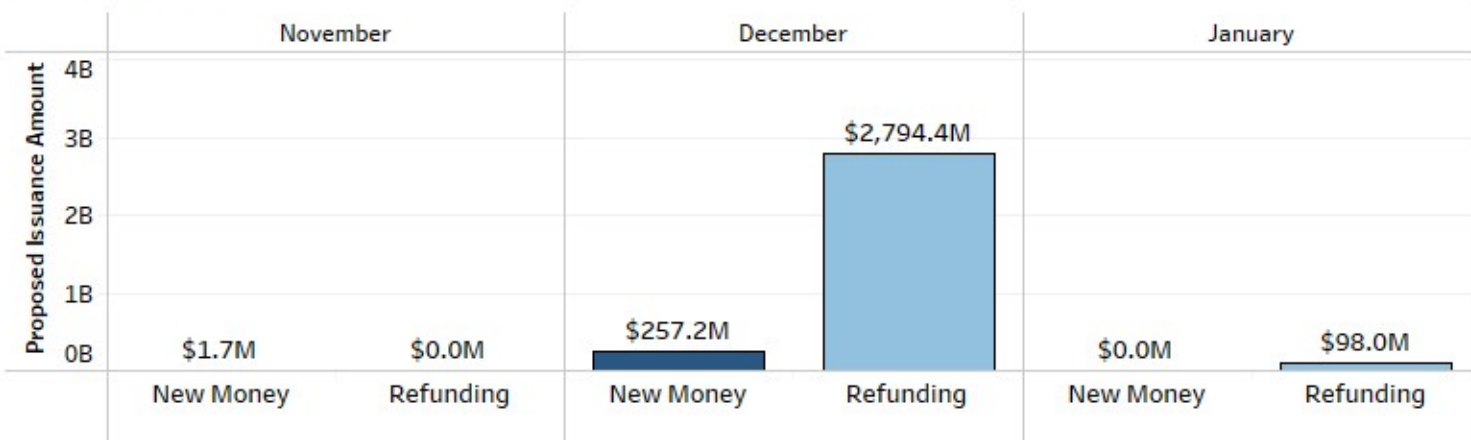 November December January
Proposed Issuance Amount
4B
3B
2B
1B
0B
$1.7M $0.0M $257.2M $2,794.4M $0.0M $98.0M
New Money Refunding New Money Refunding New Money Refunding